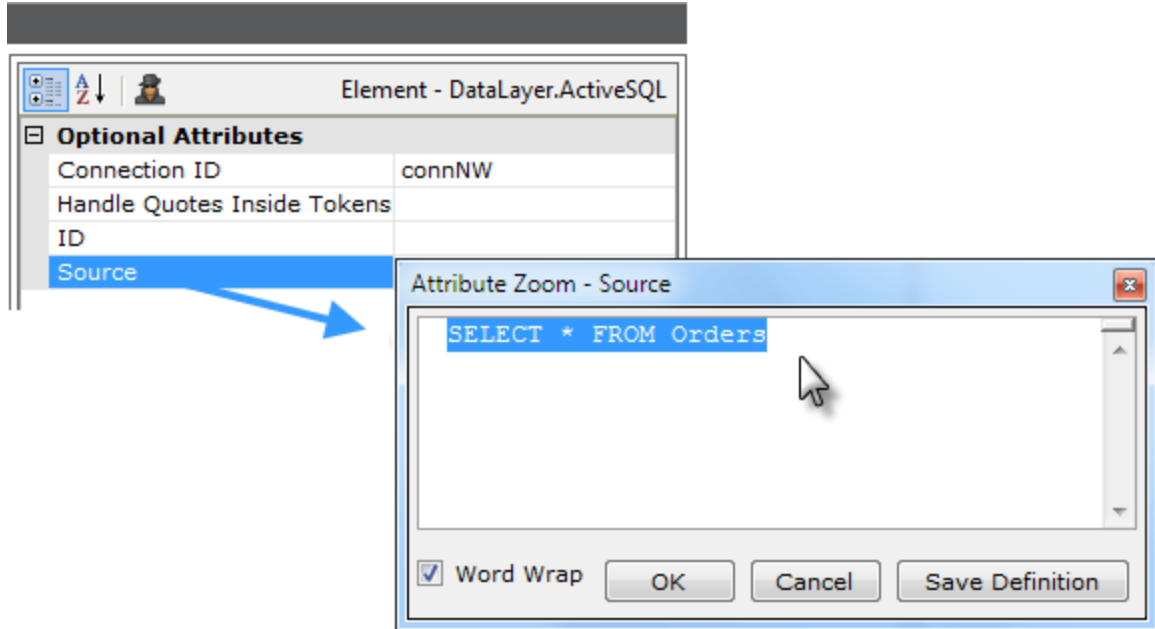 A
Z
Element - DataLayer.ActiveSQL
Optional Attributes
Connection ID connNW
Handle Quotes Inside Tokens
ID
Source
Attribute Zoom - Source
SELECT * FROM Orders
Word Wrap OK Cancel Save Definition